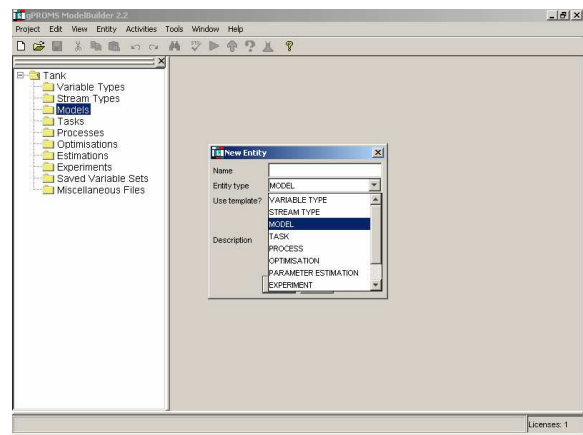 gPROMS ModelBuilder 2.2
Project Edit View Entity Activities Tools Window Help
Tank
Variable Types
Stream Types
Models
Tasks
Processes
Optimisations
Estimations
Experiments
Saved Variable Sets
Miscellaneous Files
New Entity
Name
Entity type MODEL
Use template? VARIABLE TYPE
STREAM TYPE
MODEL
TASK
Description
PROCESS
OPTIMISATION
PARAMETER ESTIMATION
EXPERIMENT
Licenses: 1